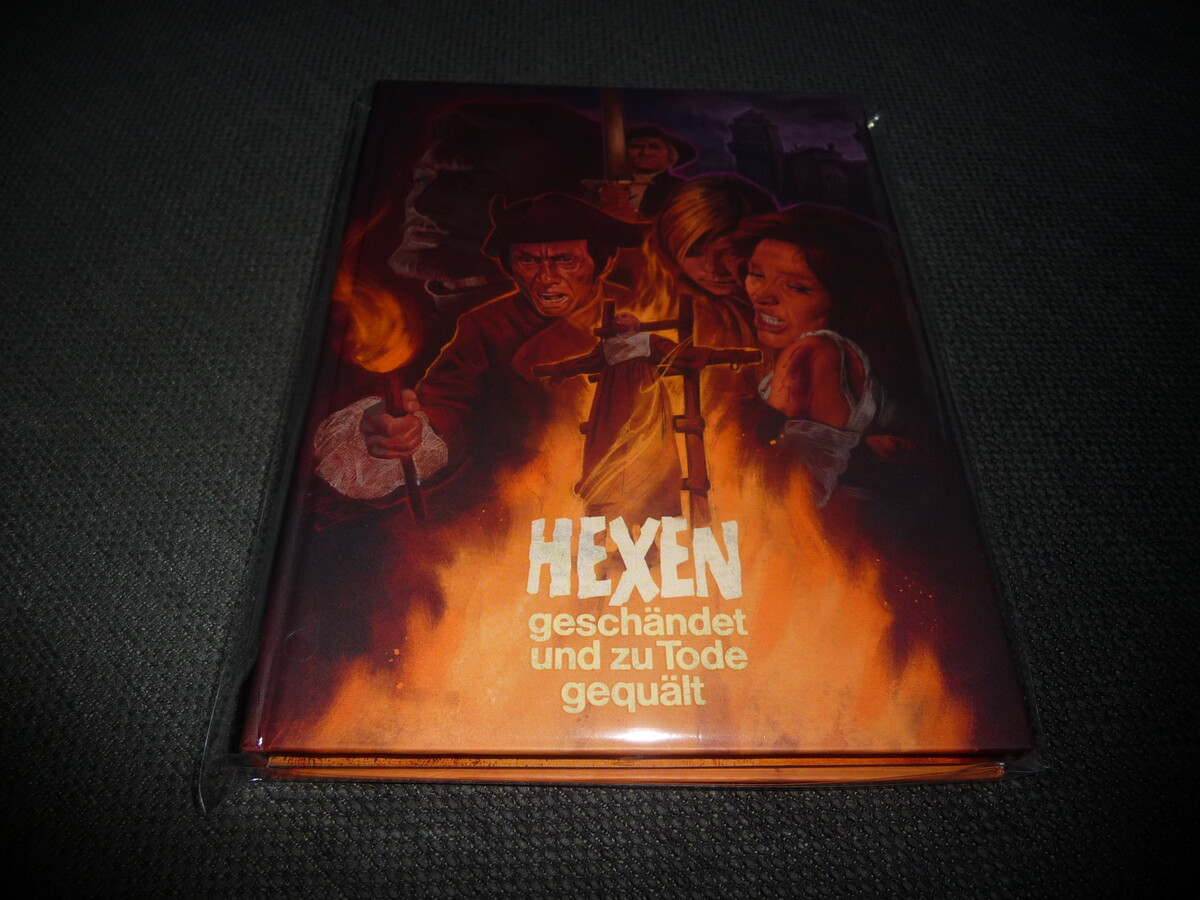 HEXEN
geschändet
und zu Tode
gequält